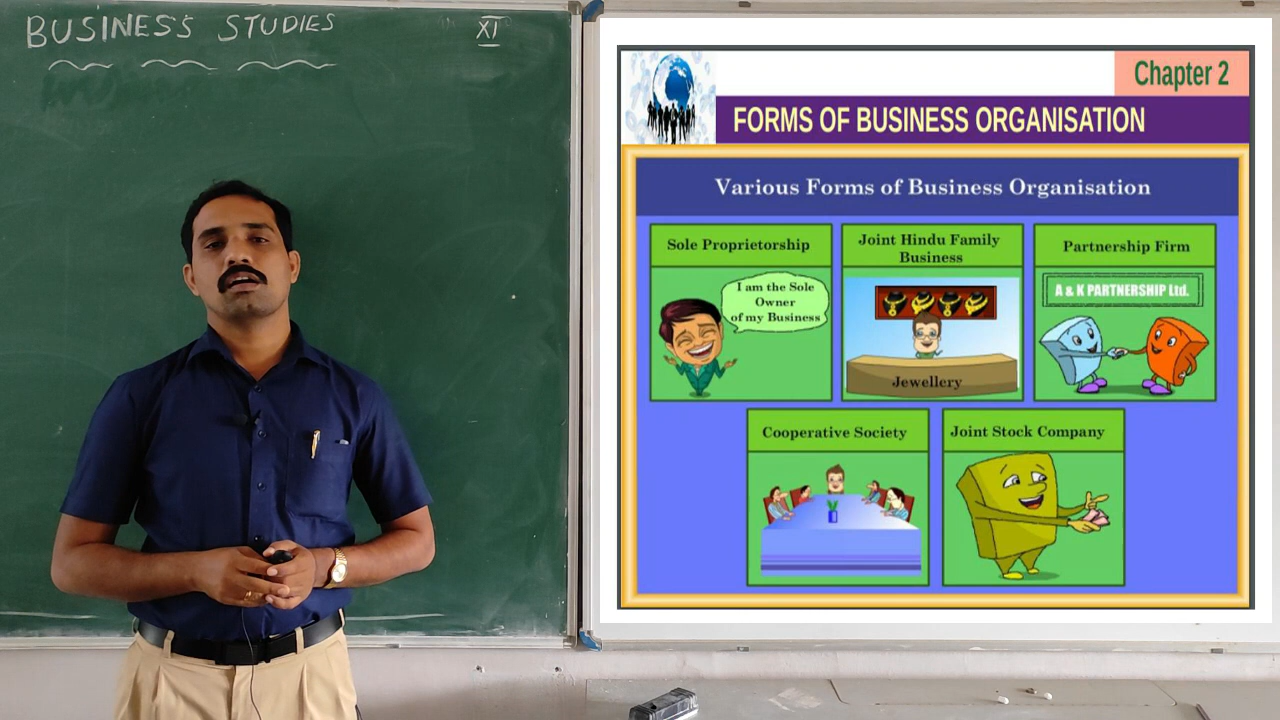 BUSINESS STUDIES
XI
Chapter 2
FORMS OF BUSINESS ORGANISATION
Various Forms of Business Organisation
Sole Proprietorship
I am the Sole
Owner
of my Business
Joint Hindu Family
Business
Jewellery
Partnership Firm
A & K PARTNERSHIP Ltd.
Cooperative Society
Joint Stock Company